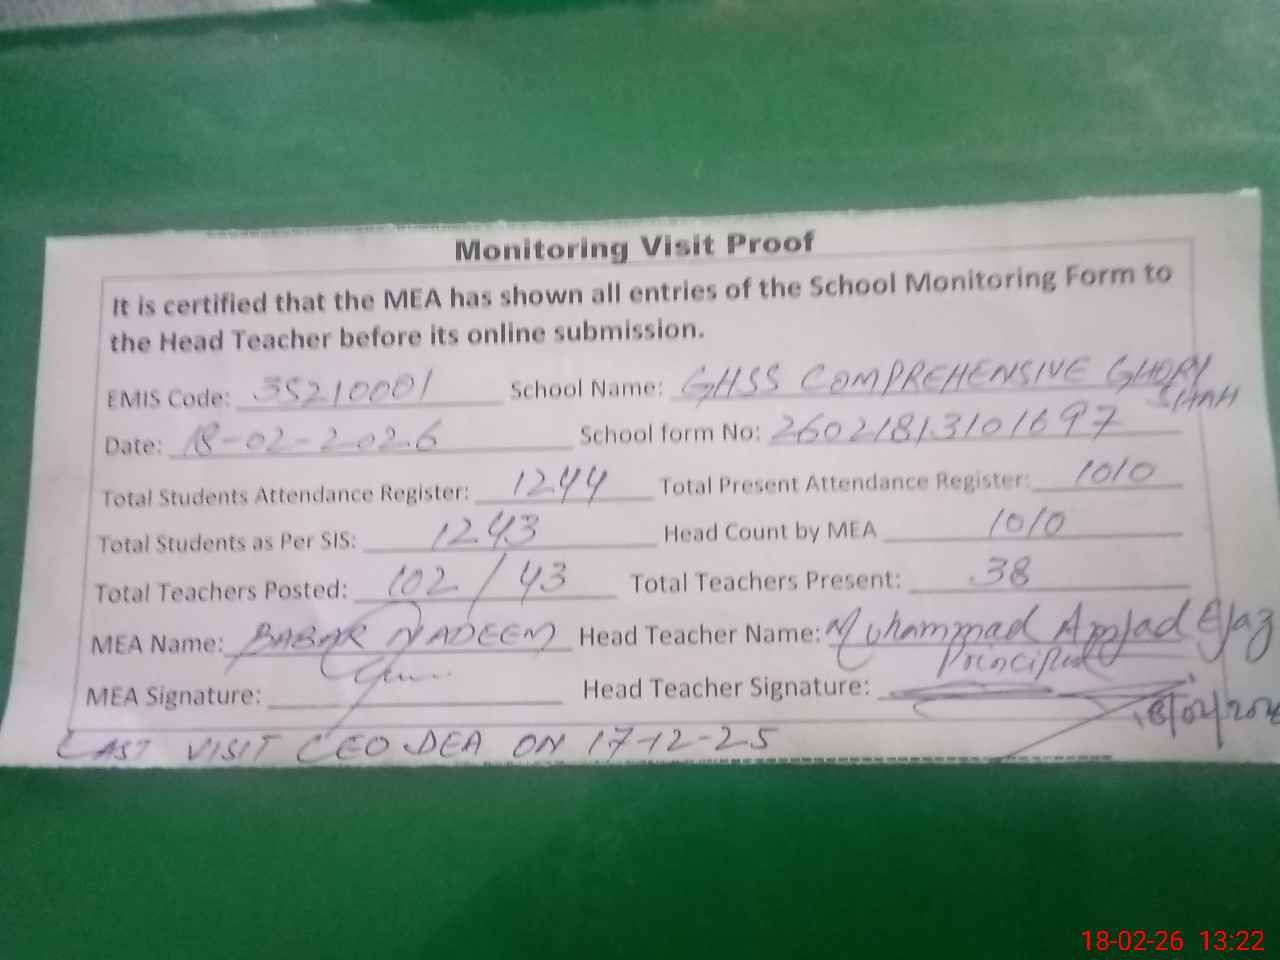 Monitoring Visit Proof
It is certified that the MEA has shown all entries of the School Monitoring Form to
the Head Teacher before its online submission.
EMIS Code: 35210001 School Name: GHSS COMPREHENSIVE GHORY
SHAH
Date: 18-02-2026 School form No: 26021813101697
Total Students Attendance Register: 1244 Total Present Attendance Register: 1010
Total Students as Per SIS: 1243 Head Count by MEA 1010
Total Teachers Posted: 102/43 Total Teachers Present: 38
MEA Name: BABAR NADEEM Head Teacher Name: Muhammad Amjad Ejaz
Principal
MEA Signature: Head Teacher Signature:
18/02/202
LAST VISIT CEO DEA ON 17-12-25
18-02-26 13:22